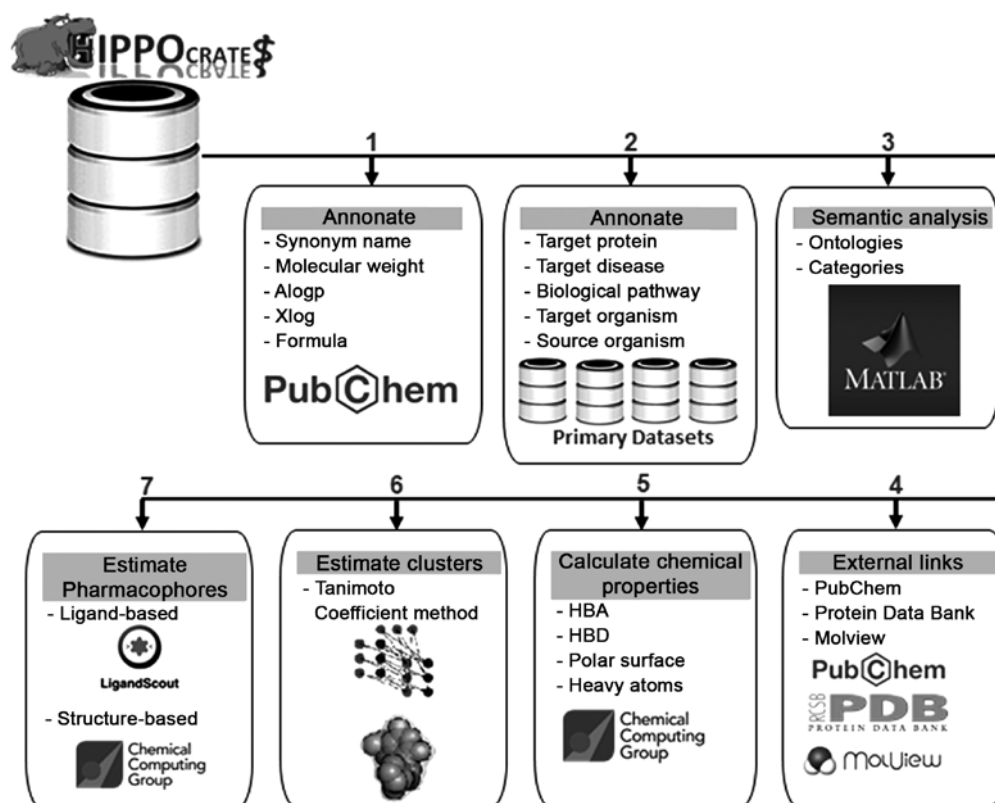 HIPPOCRATES
1
2
3
Annonate
- Synonym name
- Molecular weight
- Alogp
- Xlog
- Formula
PubChem
Annonate
- Target protein
- Target disease
- Biological pathway
- Target organism
- Source organism
Primary Datasets
Semantic analysis
- Ontologies
- Categories
MATLAB®
7
6
5
4
Estimate
Pharmacophores
- Ligand-based
LigandScout
- Structure-based
Chemical
Computing
Group
Estimate clusters
- Tanimoto
Coefficient method
Calculate chemical
properties
- HBA
- HBD
- Polar surface
- Heavy atoms
Chemical
Computing
Group
External links
- PubChem
- Protein Data Bank
- Molview
PubChem
RCSB
PDB
PROTEIN DATA BANK
MOLVIEW